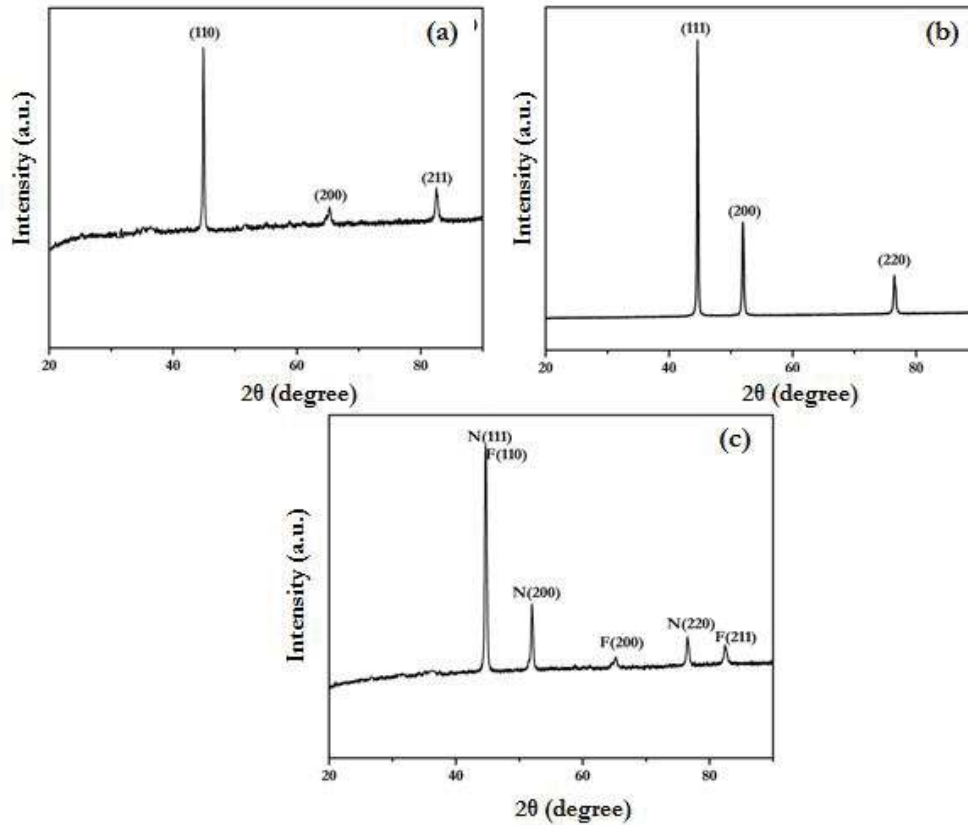 (a)
(110)
(200)
(211)
Intensity (a.u.)
20
40
60
80
2θ (degree)
(b)
(111)
(200)
(220)
Intensity (a.u.)
20
40
60
80
2θ (degree)
(c)
N(111)
F(110)
N(200)
F(200)
N(220)
F(211)
Intensity (a.u.)
20
40
60
80
2θ (degree)